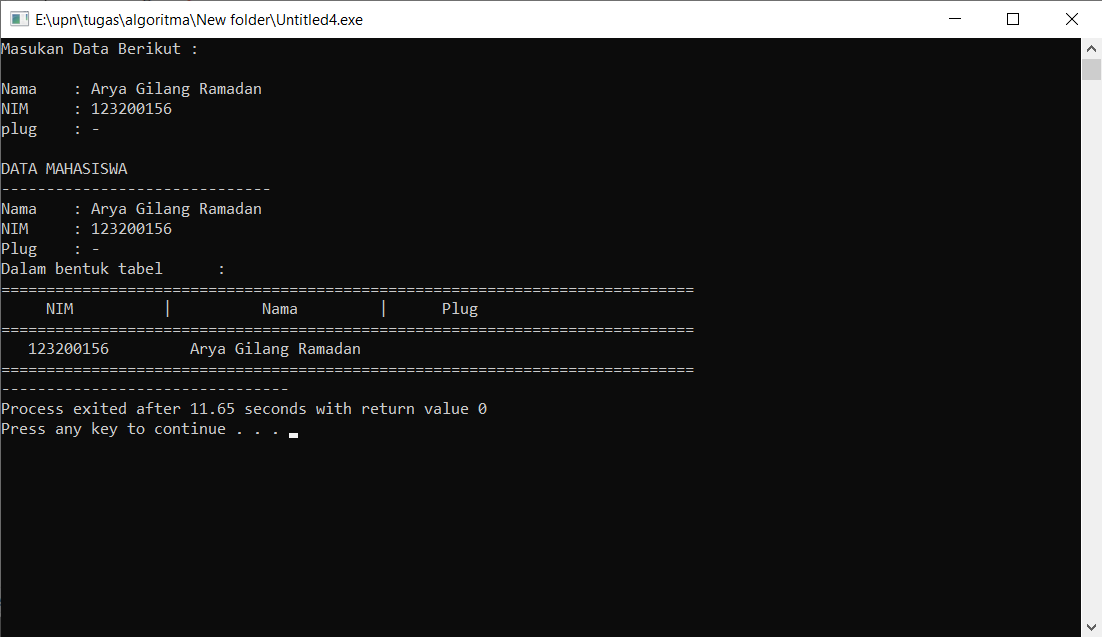 E:\upn\tugas\algoritma\New folder\Untitled4.exe
Masukan Data Berikut :
Nama    : Arya Gilang Ramadan
NIM     : 123200156
plug    : -
DATA MAHASISWA
------------------------------
Nama    : Arya Gilang Ramadan
NIM     : 123200156
Plug    : -
Dalam bentuk tabel      :
=============================================================================
     NIM          |          Nama         |      Plug
=============================================================================
   123200156         Arya Gilang Ramadan
=============================================================================
--------------------------------
Process exited after 11.65 seconds with return value 0
Press any key to continue . . .